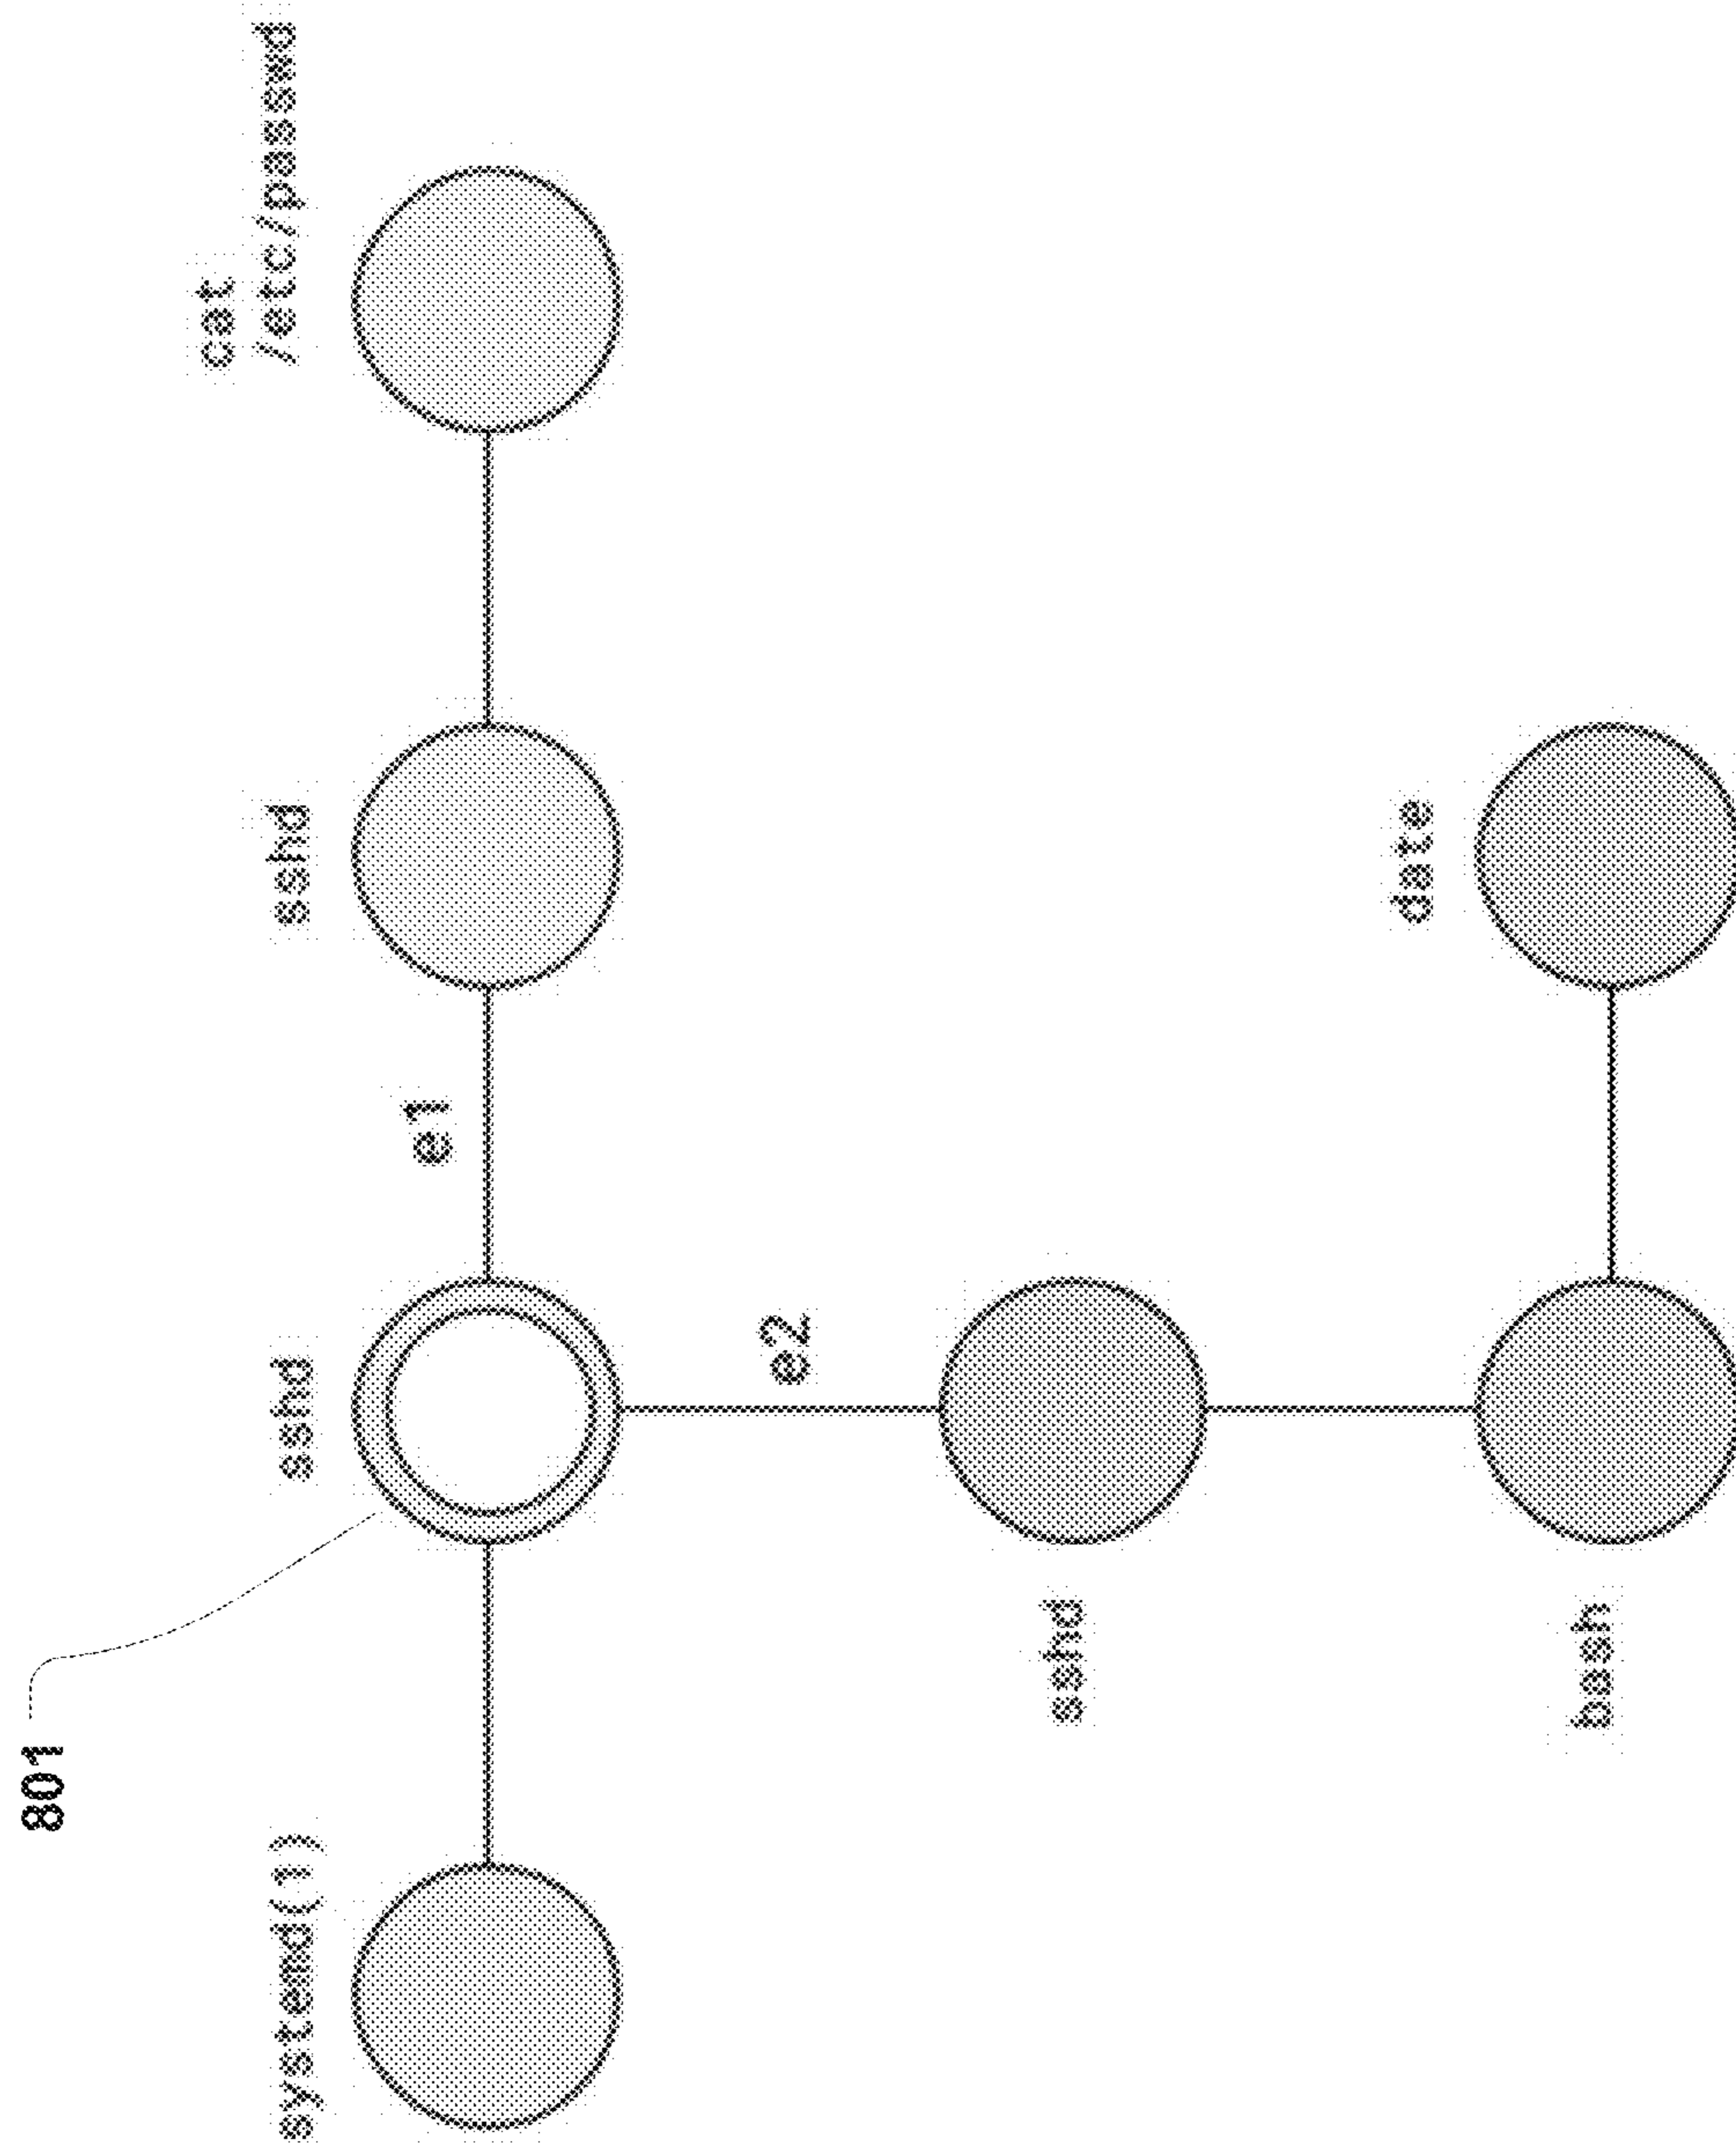 801
systemd(1)
sshd
sshd
cat
/etc/passwd
e1
e2
sshd
date
bash